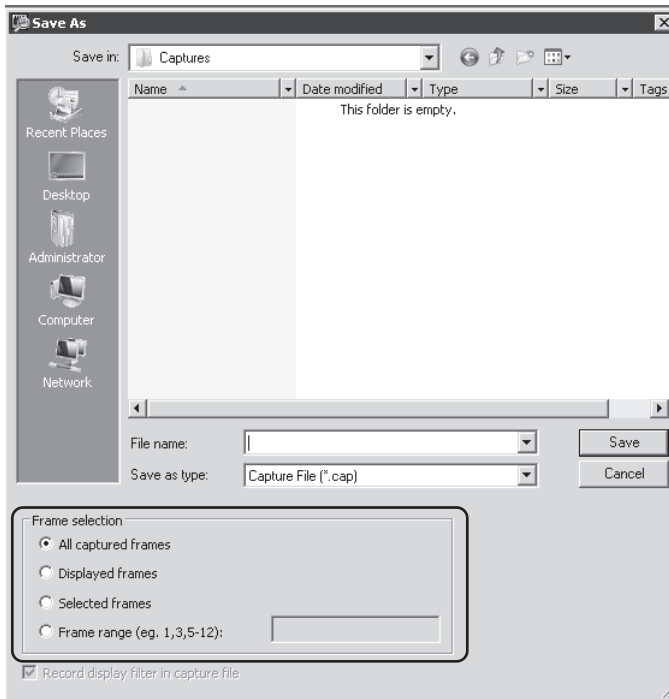 Save As
Save in: Captures
Name Date modified Type Size Tags
This folder is empty.
Recent Places
Desktop
Administrator
Computer
Network
File name: Save
Save as type: Capture File (*.cap) Cancel
Frame selection
All captured frames
Displayed frames
Selected frames
Frame range (eg. 1,3,5-12):
Record display filter in capture file